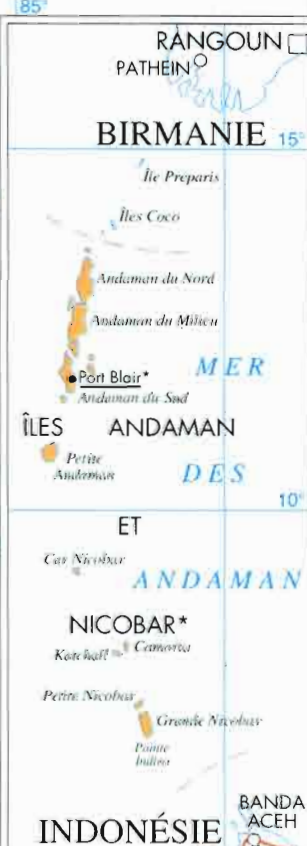 85°
RANGOUN
PATHEIN
BIRMANIE 15°
Île Preparis
Îles Coco
Andaman du Nord
Andaman du Milieu
MER
Port Blair*
Andaman du Sud
ÎLES ANDAMAN
Petite
Andaman
DES
10°
ET
Car Nicobar
ANDAMAN
NICOBAR*
Katchall Camorta
Petite Nicobar
Grande Nicobar
Pointe
Indira
BANDA
ACEH
INDONÉSIE